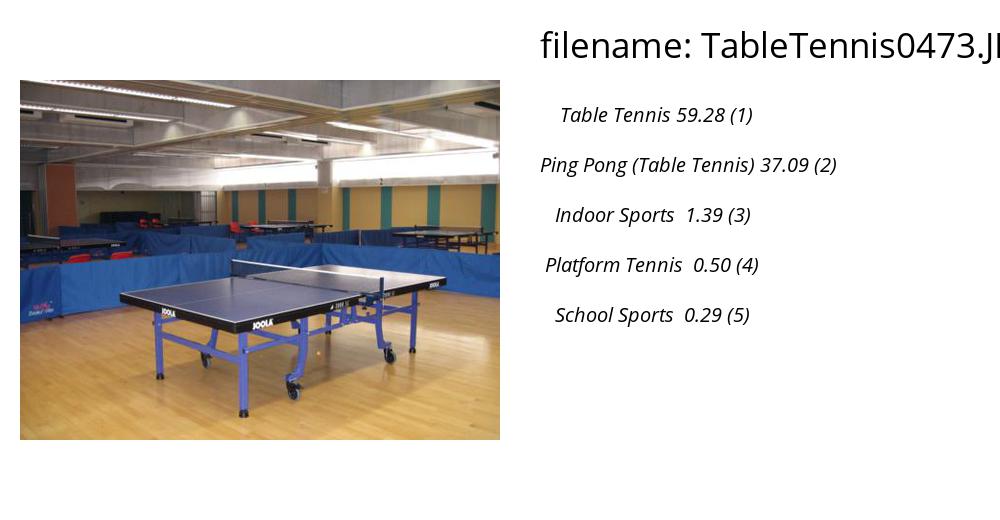 filename: TableTennis0473.J
Table Tennis 59.28 (1)
Ping Pong (Table Tennis) 37.09 (2)
Indoor Sports 1.39 (3)
Platform Tennis 0.50 (4)
School Sports 0.29 (5)
JOOLA
JOOLA
JOOLA